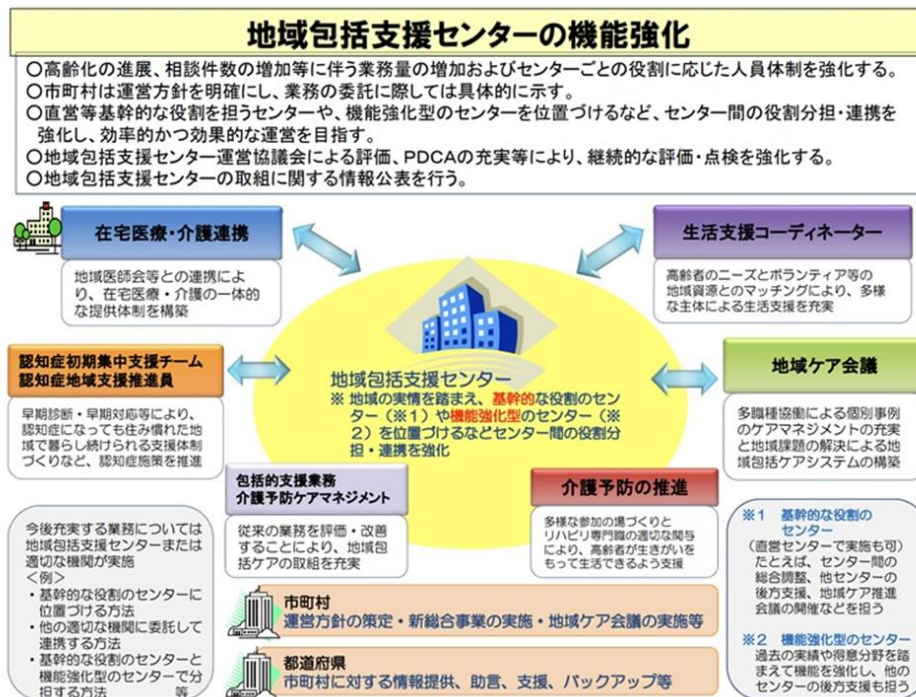 地域包括支援センターの機能強化
○高齢化の進展、相談件数の増加等に伴う業務量の増加およびセンターごとの役割に応じた人員体制を強化する。
○市町村は運営方針を明確にし、業務の委託に際しては具体的に示す。
○直営等基幹的な役割を担うセンターや、機能強化型のセンターを位置づけるなど、センター間の役割分担・連携を
強化し、効率的かつ効果的な運営を目指す。
○地域包括支援センター運営協議会による評価、PDCAの充実等により、継続的な評価・点検を強化する。
○地域包括支援センターの取組に関する情報公表を行う。
在宅医療・介護連携
地域医師会等との連携によ
り、在宅医療・介護の一体的
な提供体制を構築
生活支援コーディネーター
高齢者のニーズとボランティア等の
地域資源とのマッチングにより、多様
な主体による生活支援を充実
認知症初期集中支援チーム
認知症地域支援推進員
早期診断・早期対応等により、
認知症になっても住み慣れた地
域で暮らし続けられる支援体制
づくりなど、認知症施策を推進
地域包括支援センター
※ 地域の実情を踏まえ、基幹的な役割のセン
ター（※１）や機能強化型のセンター（※
２）を位置づけるなどセンター間の役割分
担・連携を強化
地域ケア会議
多職種協働による個別事例
のケアマネジメントの充実
と地域課題の解決による地
域包括ケアシステムの構築
包括的支援業務
介護予防ケアマネジメント
従来の業務を評価・改善
することにより、地域包
括ケアの取組を充実
介護予防の推進
多様な参加の場づくりと
リハビリ専門職の適切な関与
により、高齢者が生きがいを
もって生活できるよう支援
今後充実する業務については
地域包括支援センターまたは
適切な機関が実施
＜例＞
・基幹的な役割のセンターに
位置づける方法
・他の適切な機関に委託して
連携する方法
・基幹的な役割のセンターと
機能強化型のセンターで分
担する方法 等
市町村
運営方針の策定・新総合事業の実施・地域ケア会議の実施等
都道府県
市町村に対する情報提供、助言、支援、バックアップ等
※１ 基幹的な役割の
センター
（直営センターで実施も可）
たとえば、センター間の
総合調整、他センターの
後方支援、地域ケア推進
会議の開催などを担う
※２ 機能強化型のセンター
過去の実績や得意分野を踏
まえて機能を強化し、他の
センターの後方支援も担う